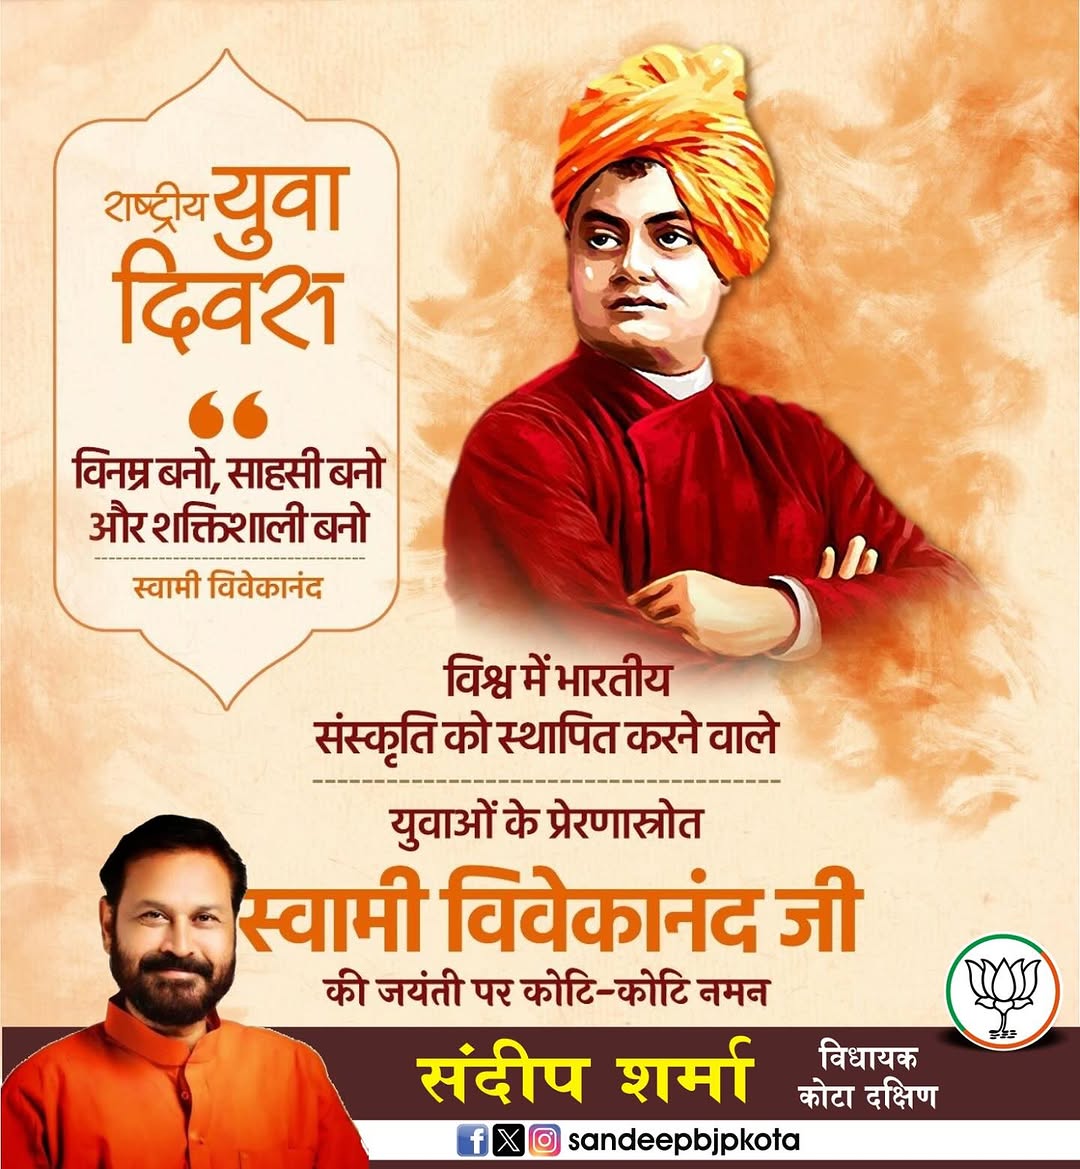 राष्ट्रीय युवा
दिवस
“
विनम्र बनो, साहसी बनो
और शक्तिशाली बनो
स्वामी विवेकानंद
विश्व में भारतीय
संस्कृति को स्थापित करने वाले
युवाओं के प्रेरणास्रोत
स्वामी विवेकानंद जी
की जयंती पर कोटि-कोटि नमन
संदीप शर्मा
विधायक
कोटा दक्षिण
sandeepbjpkota